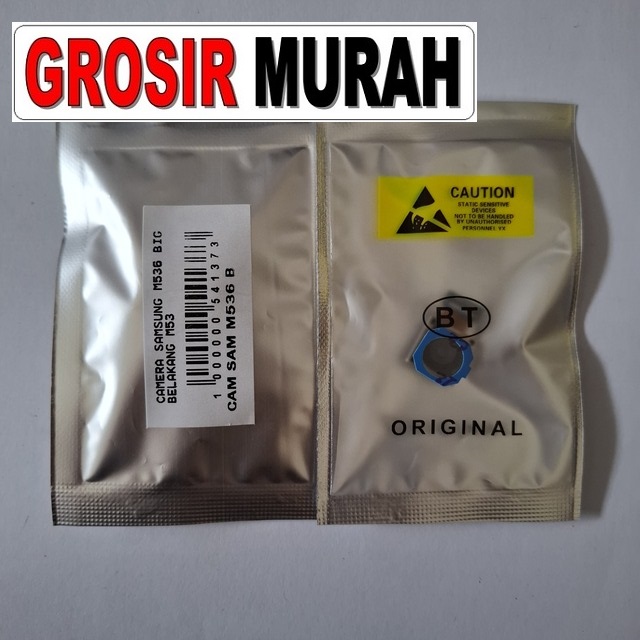 GROSIR MURAH
CAMERA SAMSUNG M536 BIG
BELAKANG M53
1 000000 541373
CAM SAM M536 B
CAUTION
STATIC-SENSITIVE
DEVICES
NOT TO BE HANDLED
BY UNAUTHORISED
PERSONNEL
BT
ORIGINAL